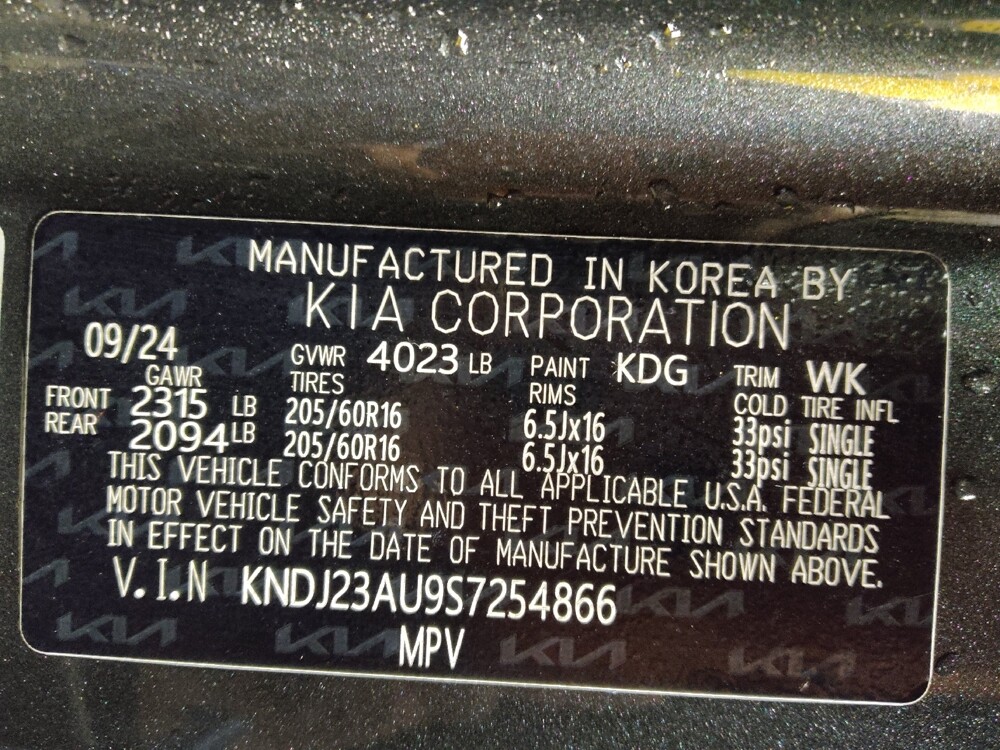 MANUFACTURED IN KOREA BY
KIA CORPORATION
09/24 GVWR 4023 LB PAINT KDG TRIM WK
GAWR TIRES RIMS COLD TIRE INFL
FRONT 2315 LB 205/60R16 6.5Jx16 33psi SINGLE
REAR 2094 LB 205/60R16 6.5Jx16 33psi SINGLE
THIS VEHICLE CONFORMS TO ALL APPLICABLE U.S.A. FEDERAL
MOTOR VEHICLE SAFETY AND THEFT PREVENTION STANDARDS
IN EFFECT ON THE DATE OF MANUFACTURE SHOWN ABOVE.
V.I.N KNDJ23AU9S7254866
MPV